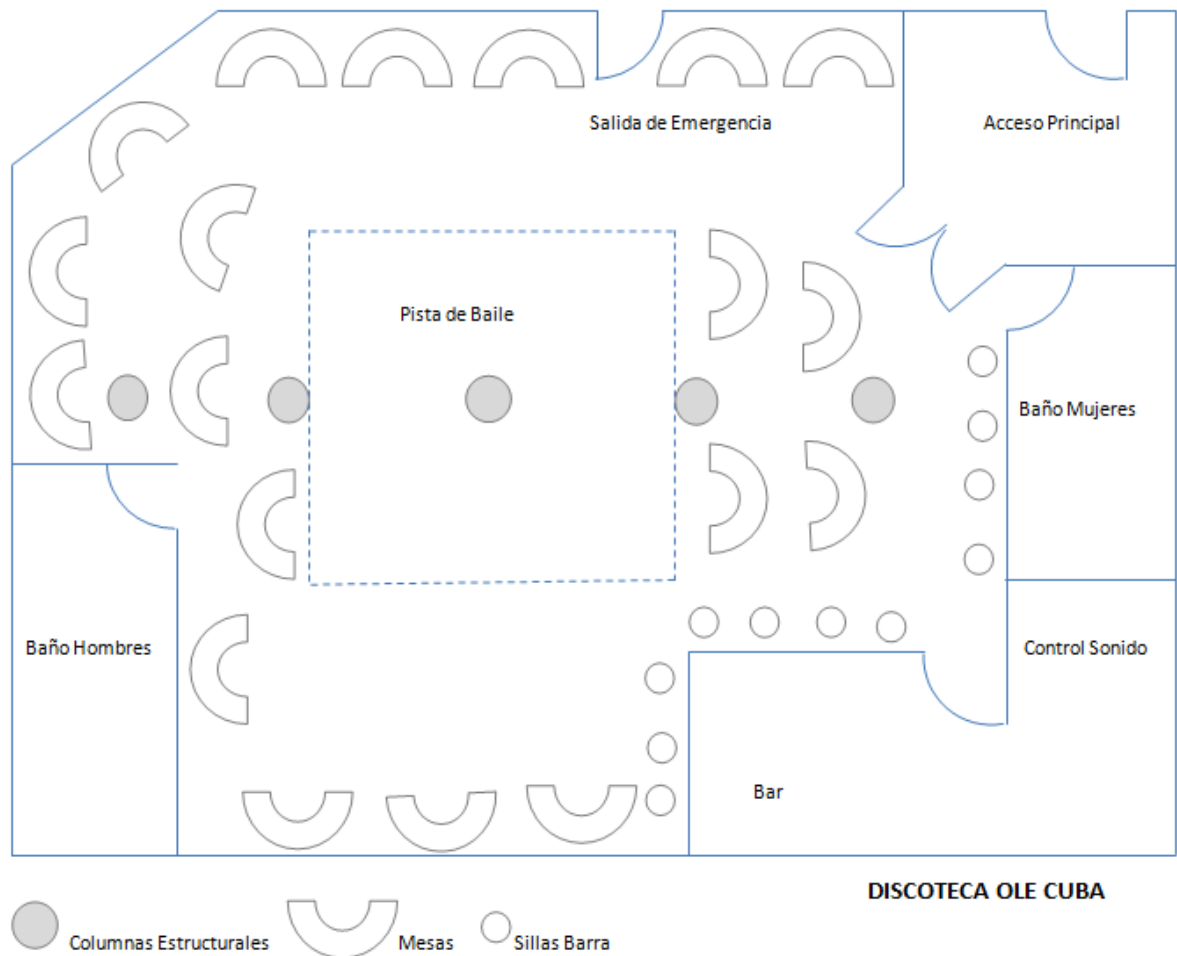 Salida de Emergencia
Acceso Principal
Pista de Baile
Baño Mujeres
Baño Hombres
Control Sonido
Bar
DISCOTECA OLE CUBA
Columnas Estructurales
Mesas
Sillas Barra